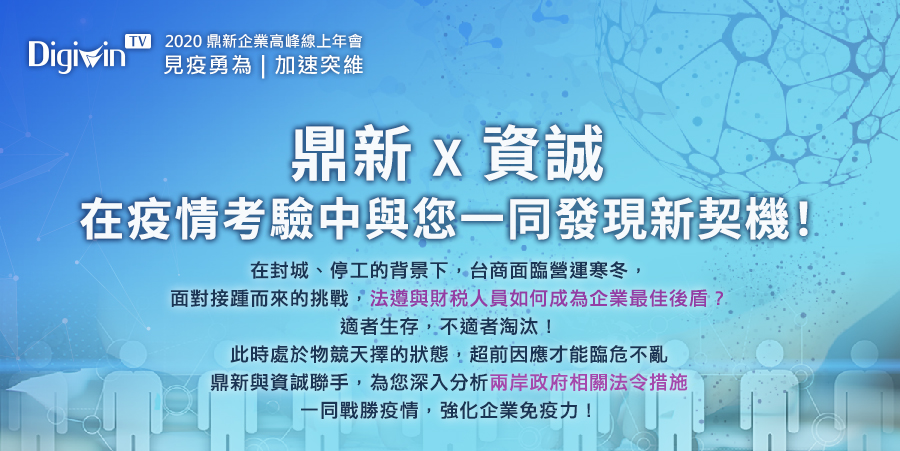 Digiwin TV
2020 鼎新企業高峰線上年會
見疫勇為 | 加速突維
鼎新 x 資誠
在疫情考驗中與您一同發現新契機！
在封城、停工的背景下，台商面臨營運寒冬，
面對接踵而來的挑戰，法遵與財稅人員如何成為企業最佳後盾？
適者生存，不適者淘汰！
此時處於物競天擇的狀態，超前因應才能臨危不亂
鼎新與資誠聯手，為您深入分析兩岸政府相關法令措施
一同戰勝疫情，強化企業免疫力！